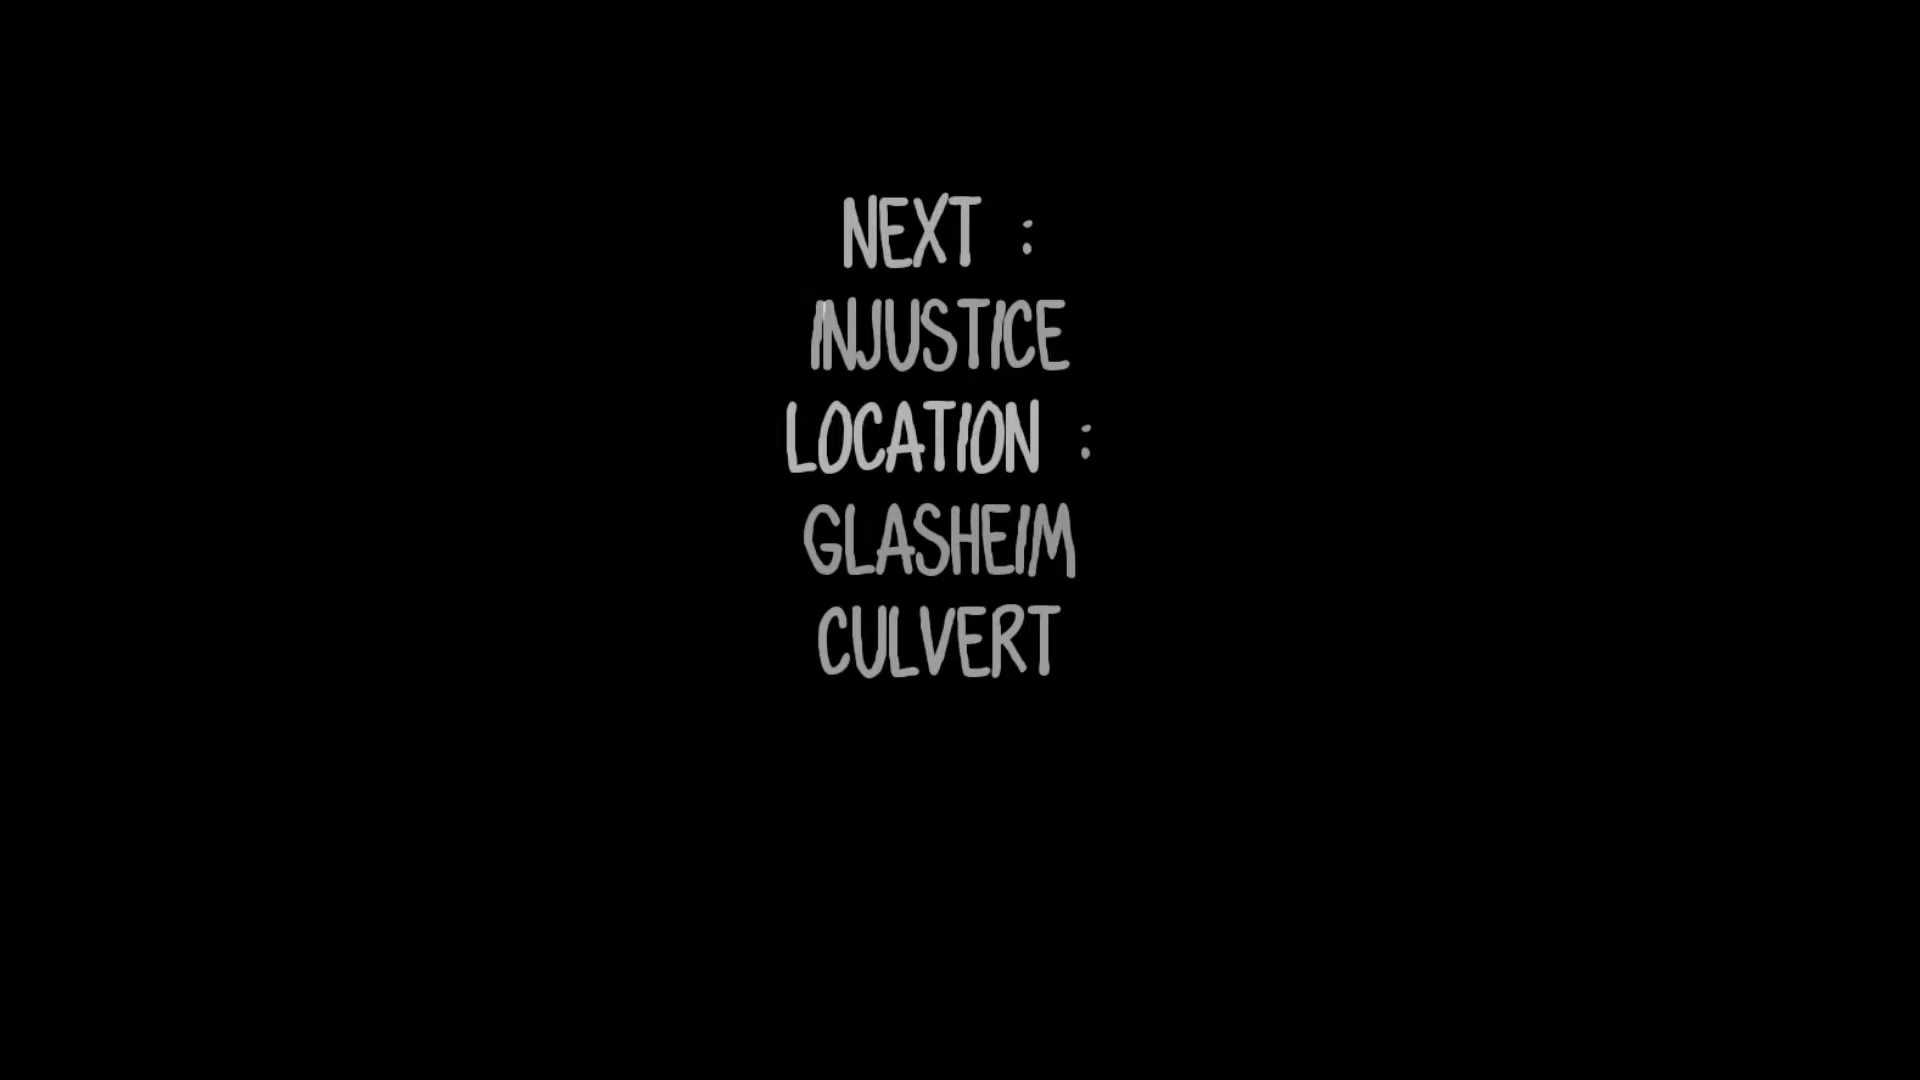 NEXT :
INJUSTICE
LOCATION :
GLASHEIM
CULVERT